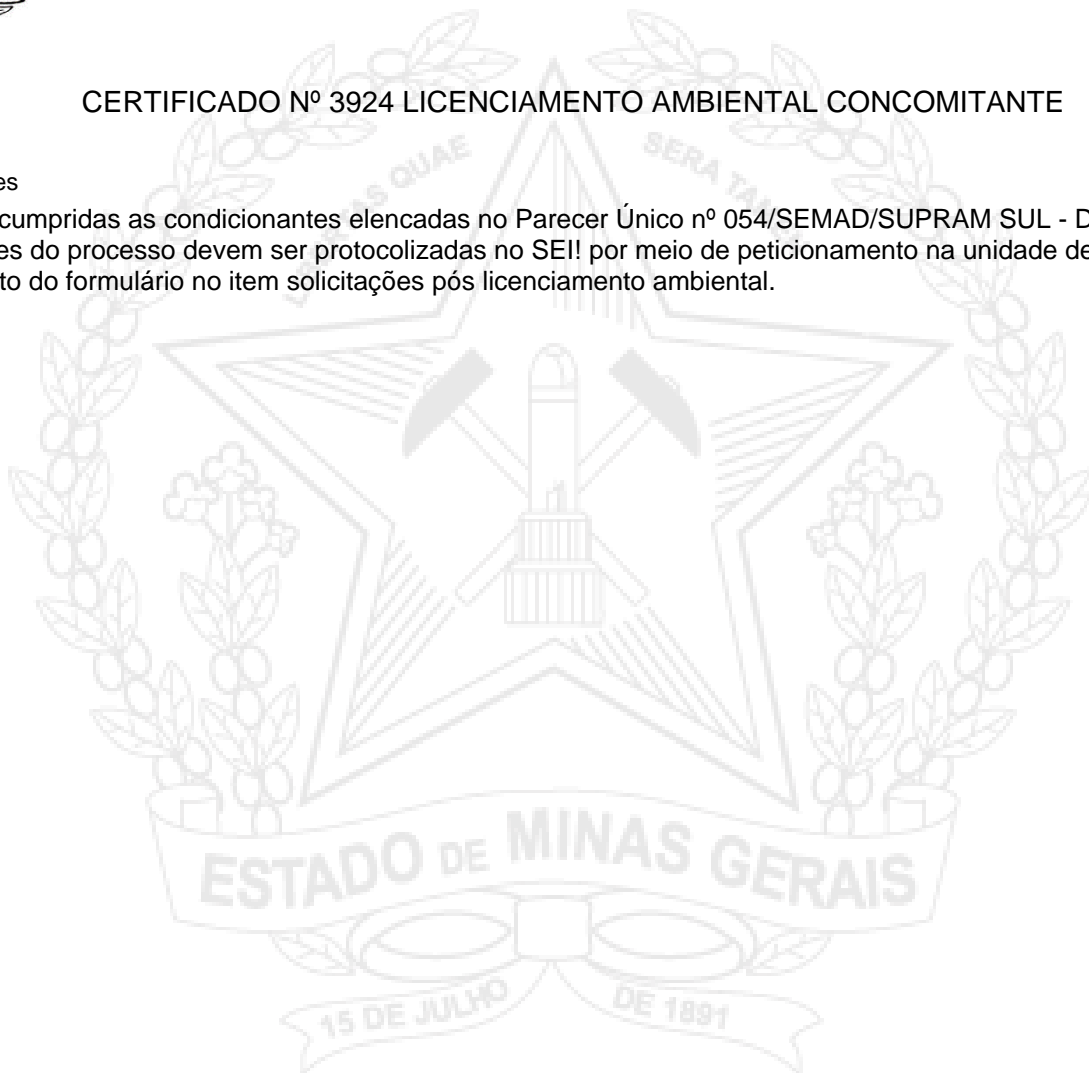 CERTIFICADO Nº 3924 LICENCIAMENTO AMBIENTAL CONCOMITANTE
es
cumpridas as condicionantes elencadas no Parecer Único nº 054/SEMAD/SUPRAM SUL - D
es do processo devem ser protocolizadas no SEI! por meio de peticionamento na unidade de
to do formulário no item solicitações pós licenciamento ambiental.
QUAE SERA TAM
ESTADO DE MINAS GERAIS
15 DE JULHO DE 1891